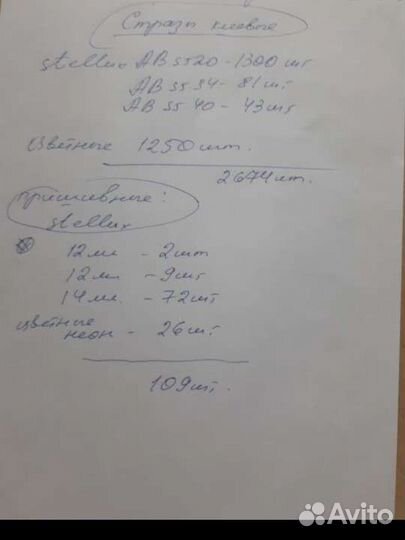 Стразы клеевые
stellux AB ss20 - 1300 шт
AB ss 34 - 81 шт
AB ss 40 - 43 шт
Цветные 1250 шт.
2674 шт.
Пришивные:
stellux
12 мм - 2 шт
12 мм - 9 шт
14 мм. - 72 шт
цветные
неон - 26 шт
109 шт.
Avito